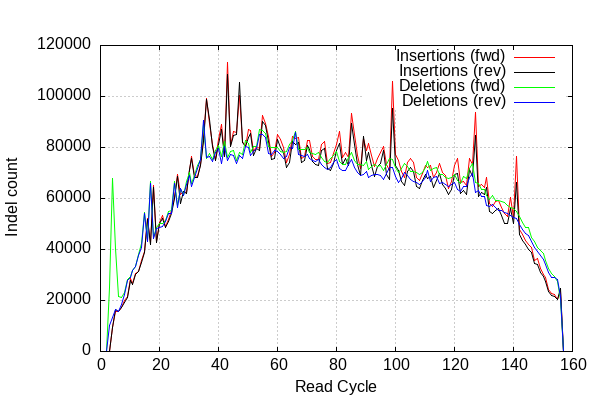 120000
100000
80000
60000
40000
20000
0
Indel count
Insertions (fwd)
Insertions (rev)
Deletions (fwd)
Deletions (rev)
0 20 40 60 80 100 120 140 160
Read Cycle